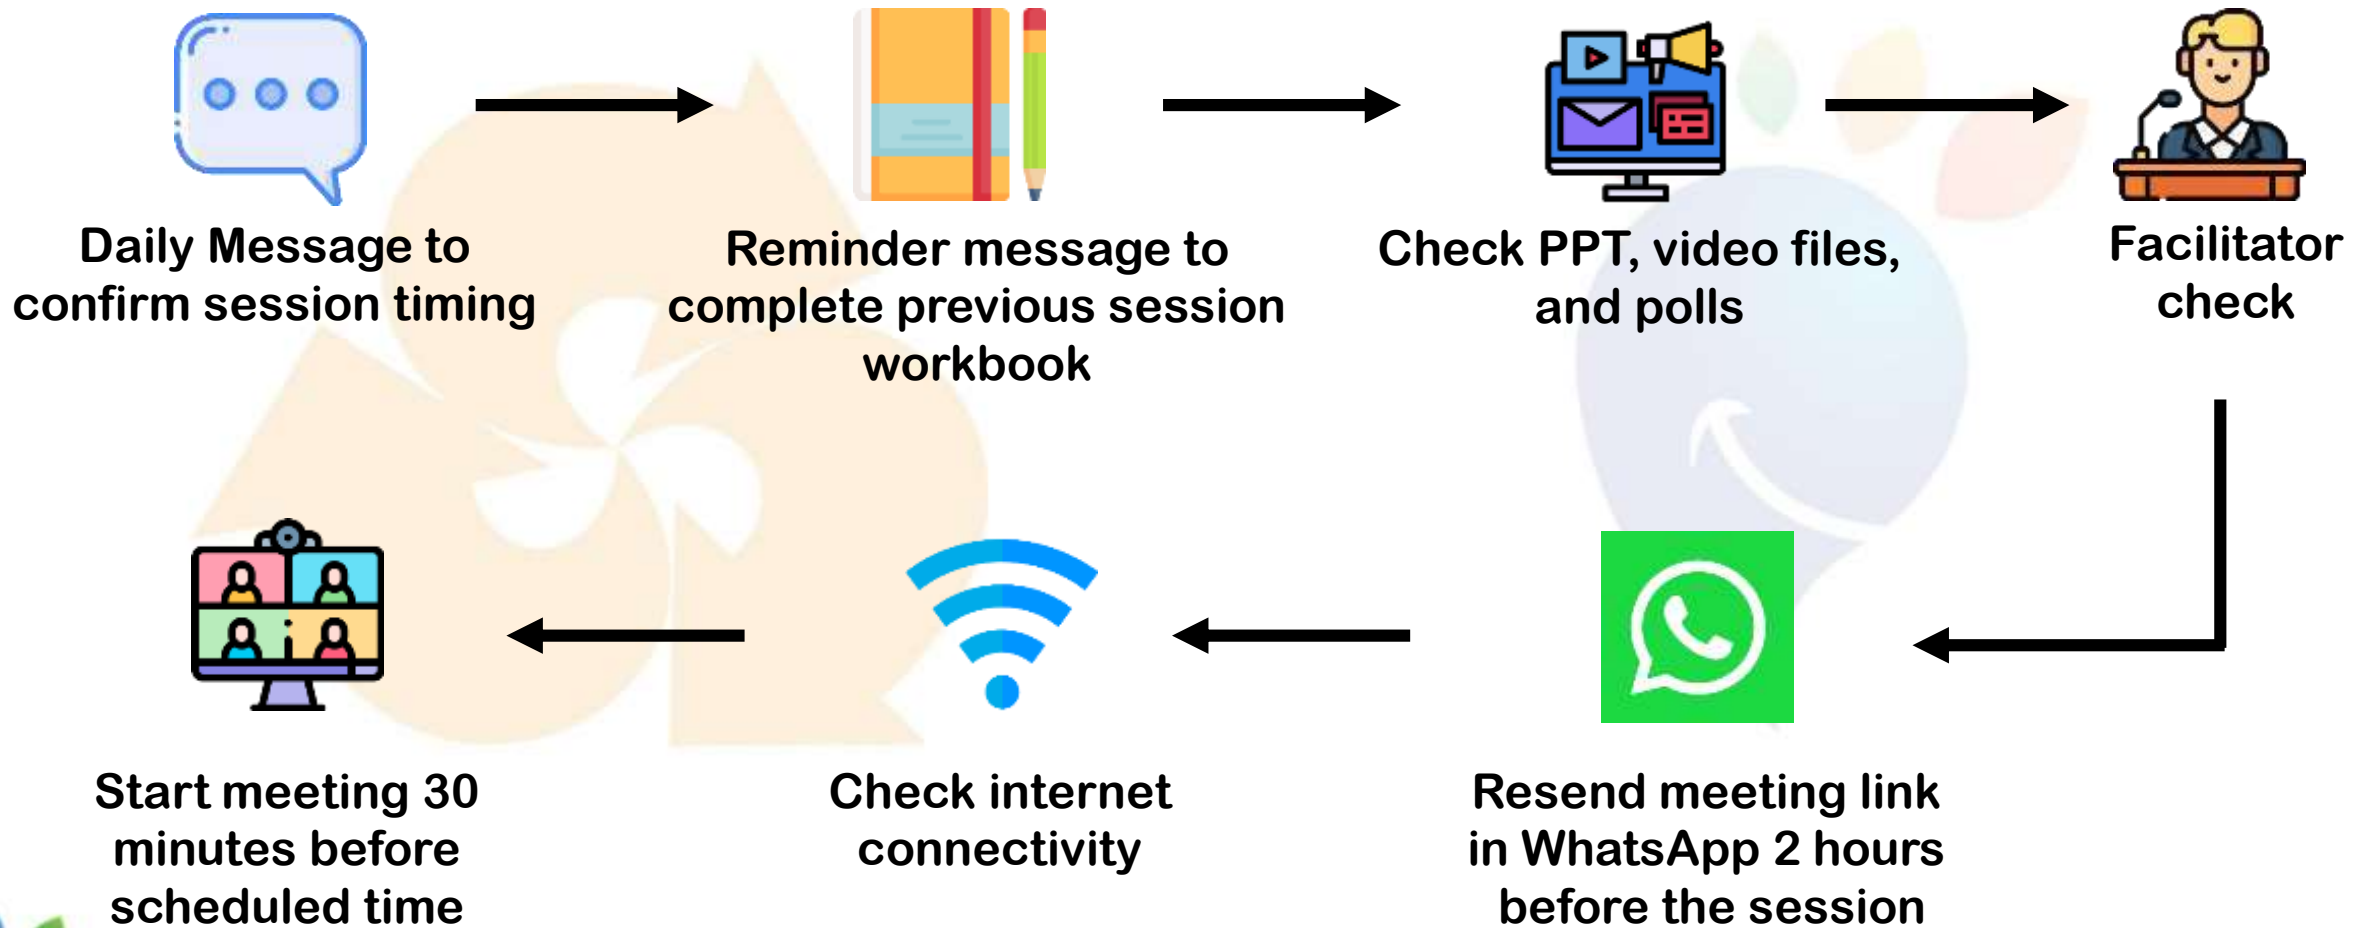 Daily Message to
confirm session timing
Reminder message to
complete previous session
workbook
Check PPT, video files,
and polls
Facilitator
check
Resend meeting link
in WhatsApp 2 hours
before the session
Check internet
connectivity
Start meeting 30
minutes before
scheduled time